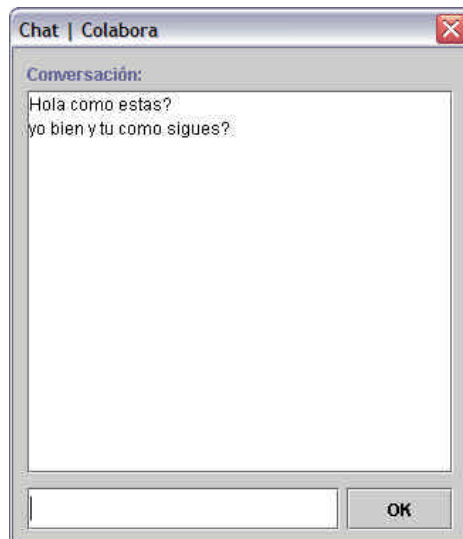 Chat | Colabora
Conversación:
Hola como estas?
yo bien y tu como sigues?
OK